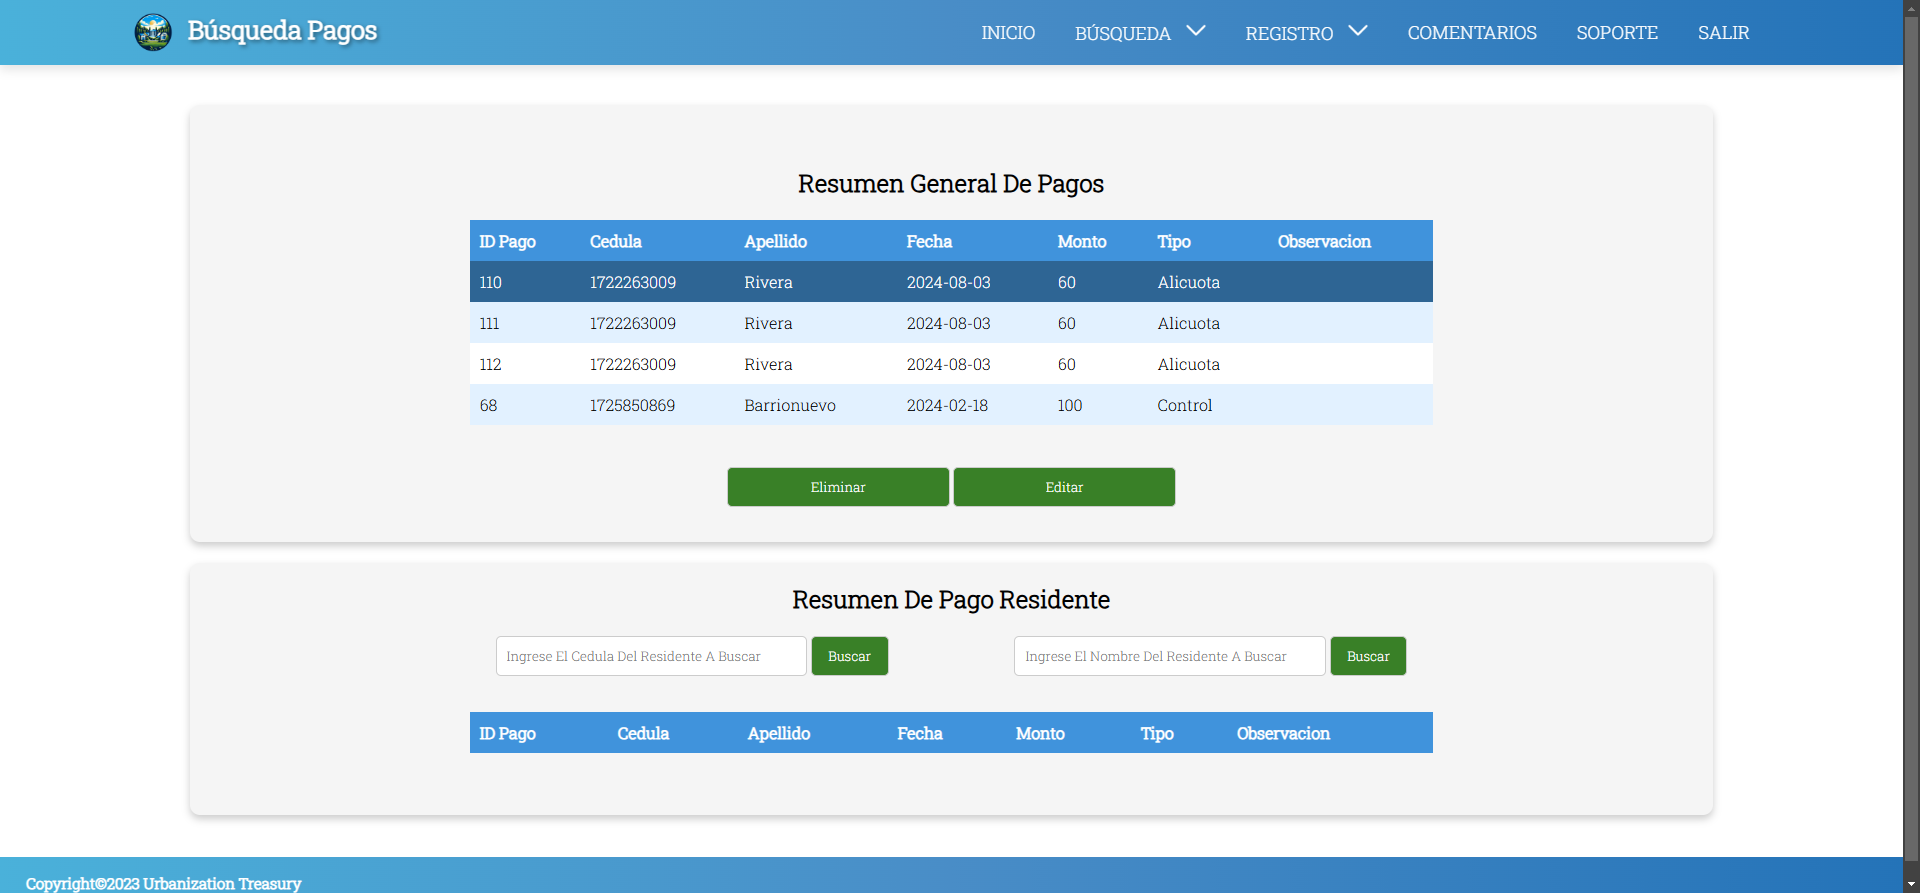 Búsqueda Pagos INICIO BÚSQUEDA REGISTRO COMENTARIOS SOPORTE SALIR
Resumen General De Pagos
ID Pago Cedula Apellido Fecha Monto Tipo Observacion
110 1722263009 Rivera 2024-08-03 60 Alicuota
111 1722263009 Rivera 2024-08-03 60 Alicuota
112 1722263009 Rivera 2024-08-03 60 Alicuota
68 1725850869 Barrionuevo 2024-02-18 100 Control
Eliminar Editar
Resumen De Pago Residente
Ingrese El Cedula Del Residente A Buscar Buscar Ingrese El Nombre Del Residente A Buscar Buscar
ID Pago Cedula Apellido Fecha Monto Tipo Observacion
Copyright©2023 Urbanization Treasury